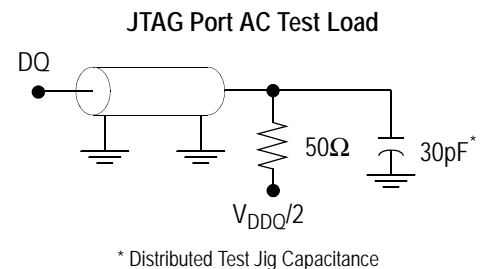 JTAG Port AC Test Load
DQ
50Ω
30pF*
VDDQ/2
* Distributed Test Jig Capacitance